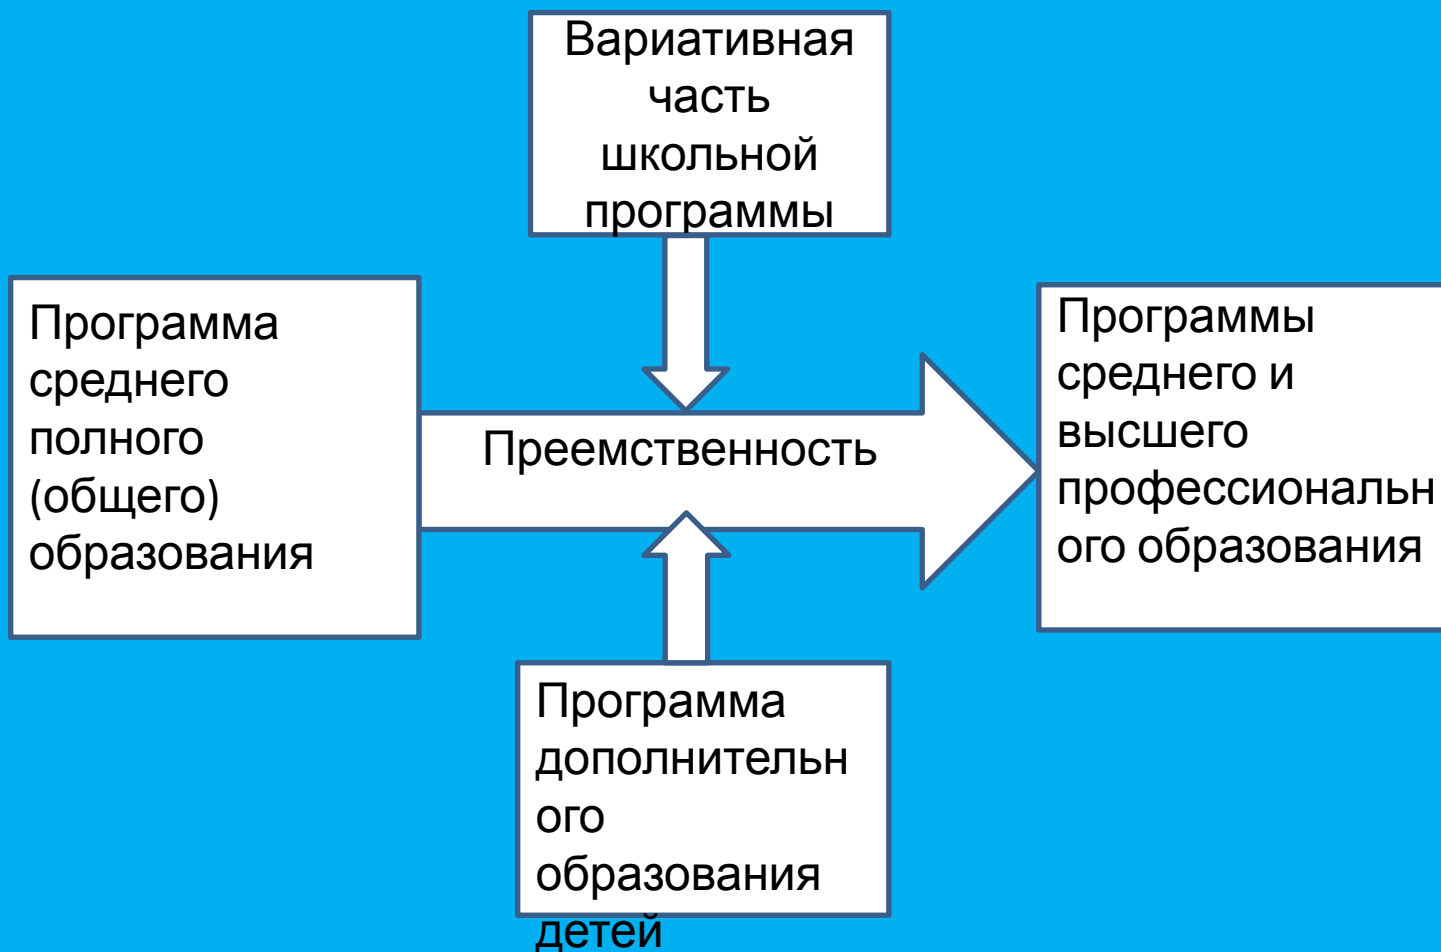 Вариативная
часть
школьной
программы
Программа
среднего
полного
(общего)
образования
Преемственность
Программы
среднего и
высшего
профессиональн
ого образования
Программа
дополнительн
ого
образования
детей